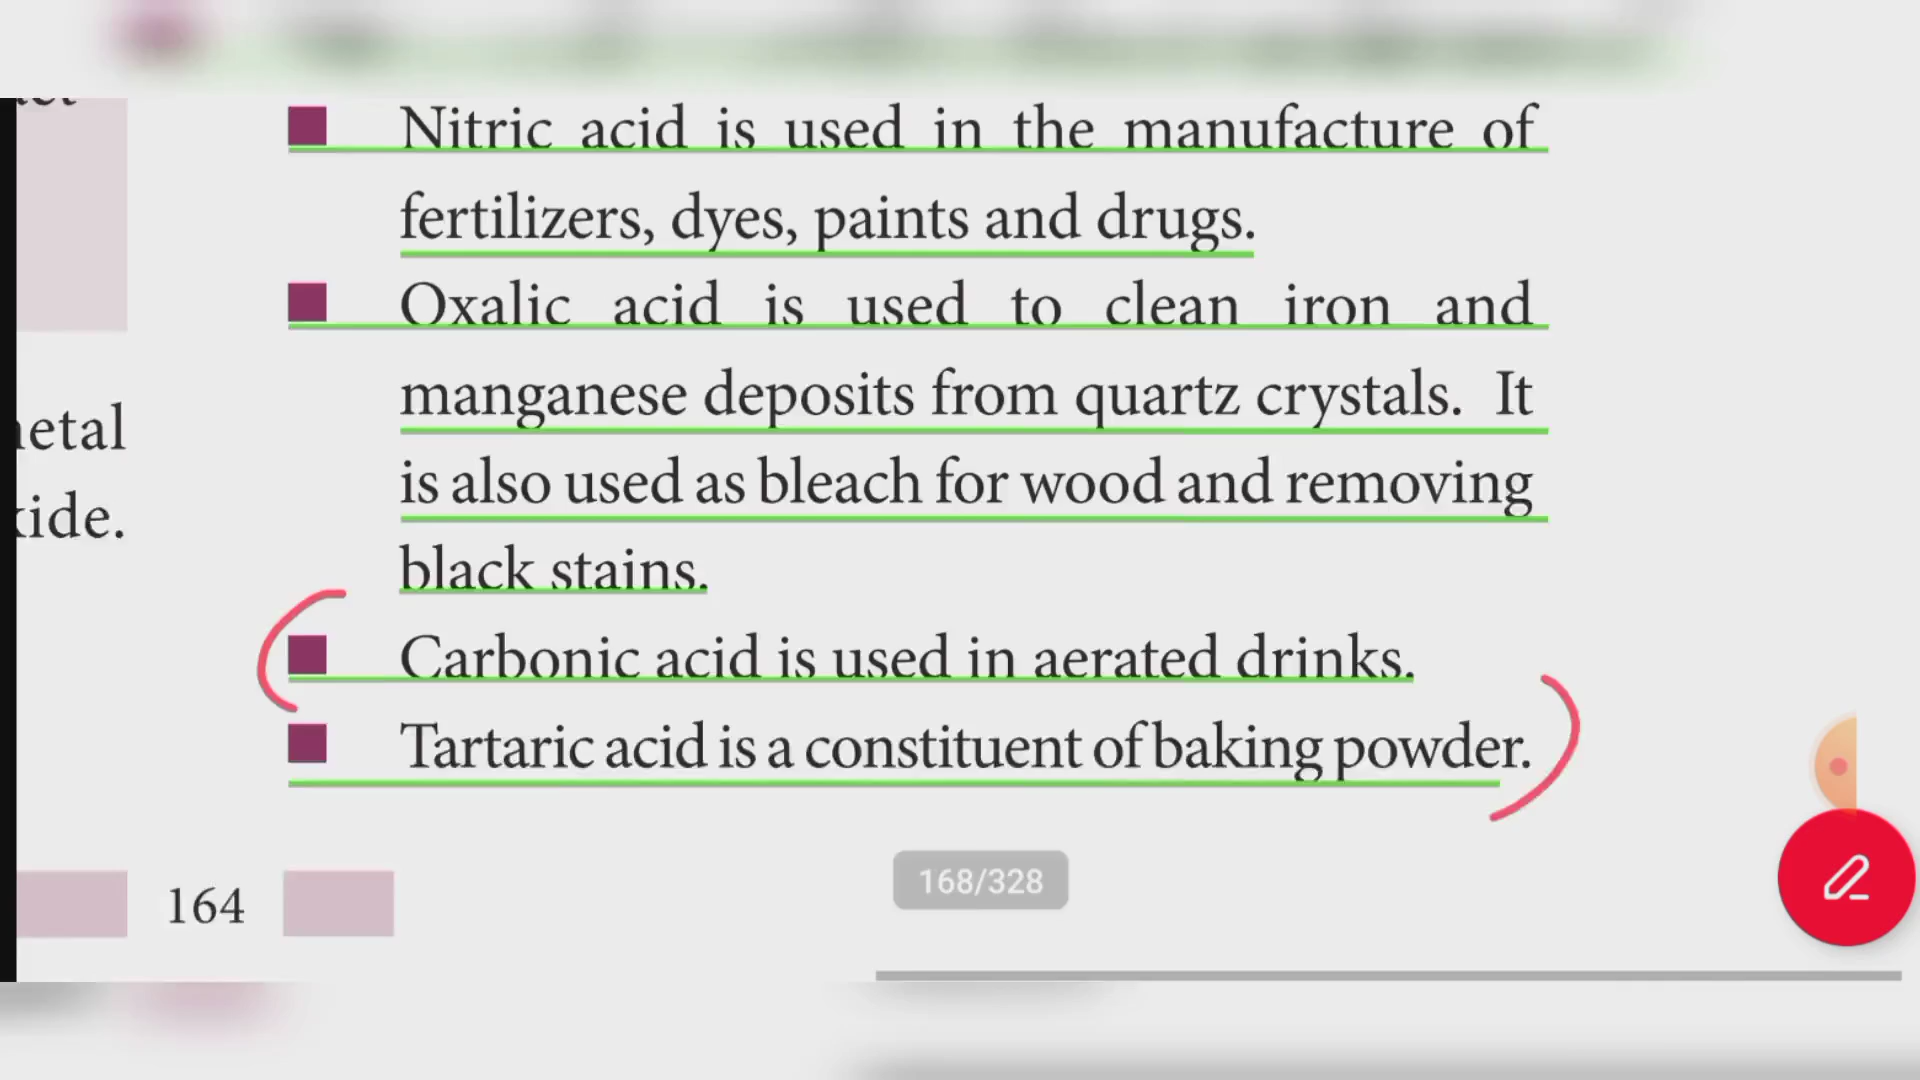 Nitric acid is used in the manufacture of
fertilizers, dyes, paints and drugs.
Oxalic acid is used to clean iron and
manganese deposits from quartz crystals. It
is also used as bleach for wood and removing
black stains.
Carbonic acid is used in aerated drinks.
Tartaric acid is a constituent of baking powder.
etal
ide.
164
168/328